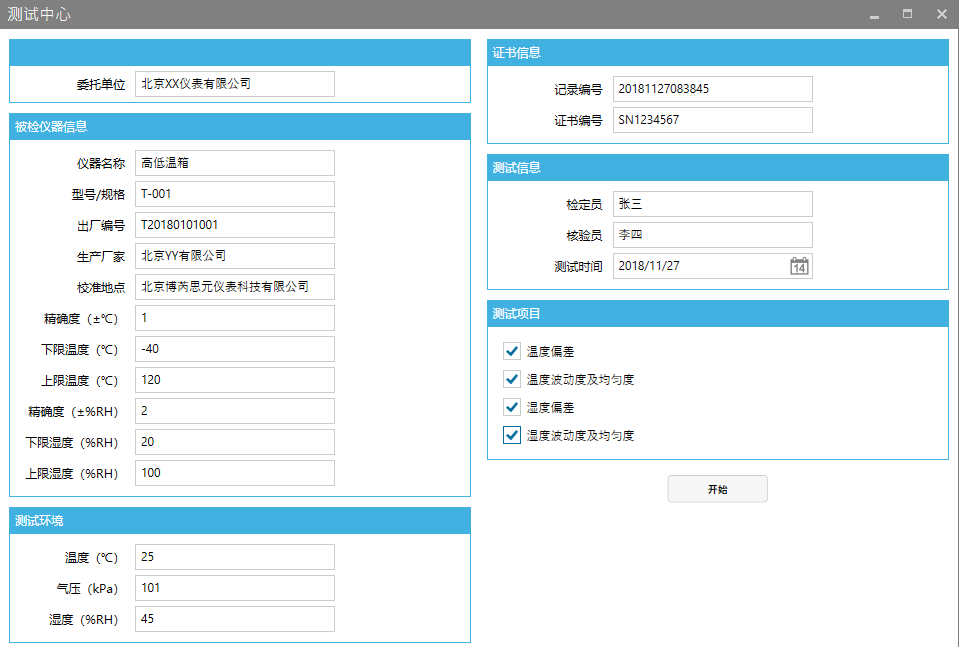 测试中心
委托单位 北京XX仪表有限公司
被检仪器信息
仪器名称 高低温箱
型号/规格 T-001
出厂编号 T20180101001
生产厂家 北京YY有限公司
校准地点 北京博芮思元仪表科技有限公司
精确度（±℃） 1
下限温度（℃） -40
上限温度（℃） 120
精确度（±%RH） 2
下限湿度（%RH） 20
上限湿度（%RH） 100
测试环境
温度（℃） 25
气压（kPa） 101
湿度（%RH） 45
证书信息
记录编号 20181127083845
证书编号 SN1234567
测试信息
检定员 张三
核验员 李四
测试时间 2018/11/27 14
测试项目
温度偏差
温度波动度及均匀度
湿度偏差
湿度波动度及均匀度
开始